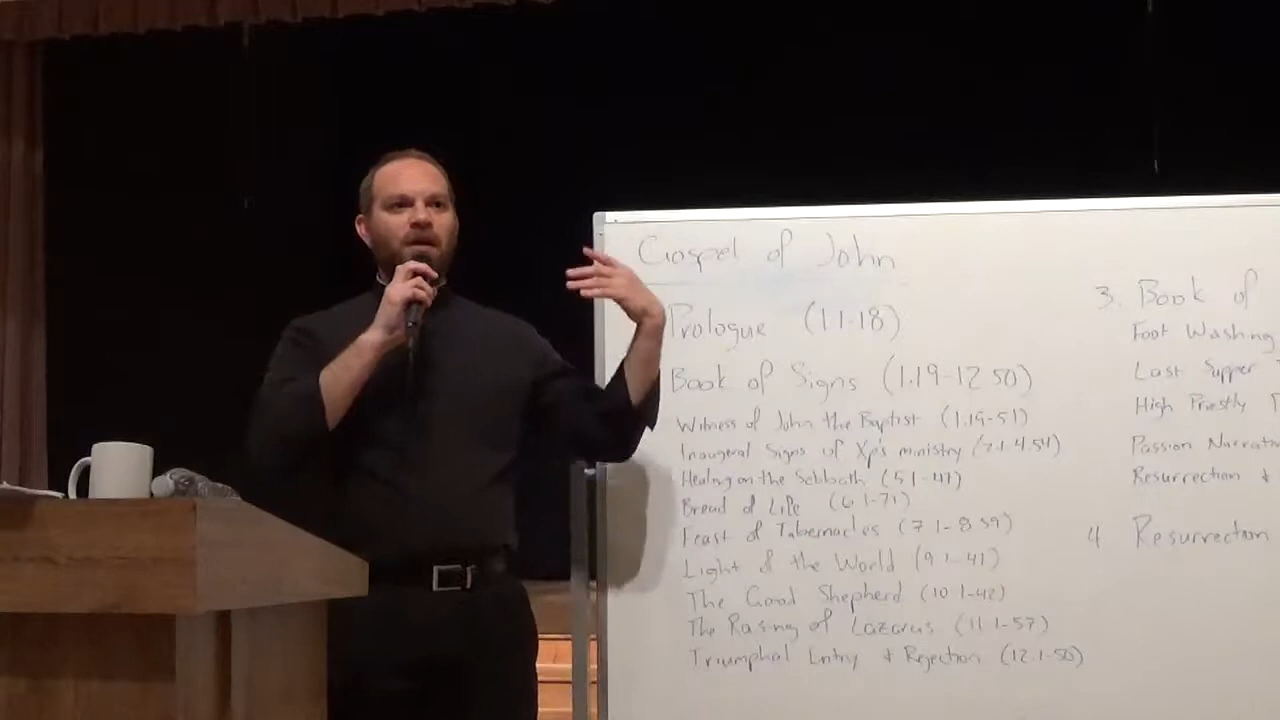 Gospel of John
Prologue (1 1-18)
Book of Signs (1.19-12 50)
Witness of John the Baptist (1.19-51)
Inaugural Signs of Xp's ministry (2.1-4.54)
Healing on the Sabbath (5 1-47)
Bread of Life (6 1-71)
Feast of Tabernacles (7 1-8 59)
Light of the World (9 1-41)
The Good Shepherd (10 1-42)
The Raising of Lazarus (11 1-57)
Triumphal Entry & Rejection (12.1-50)
3. Book of
Foot Washing
Last Supper
High Priestly
Passion Narrat
Resurrection &
4 Resurrection